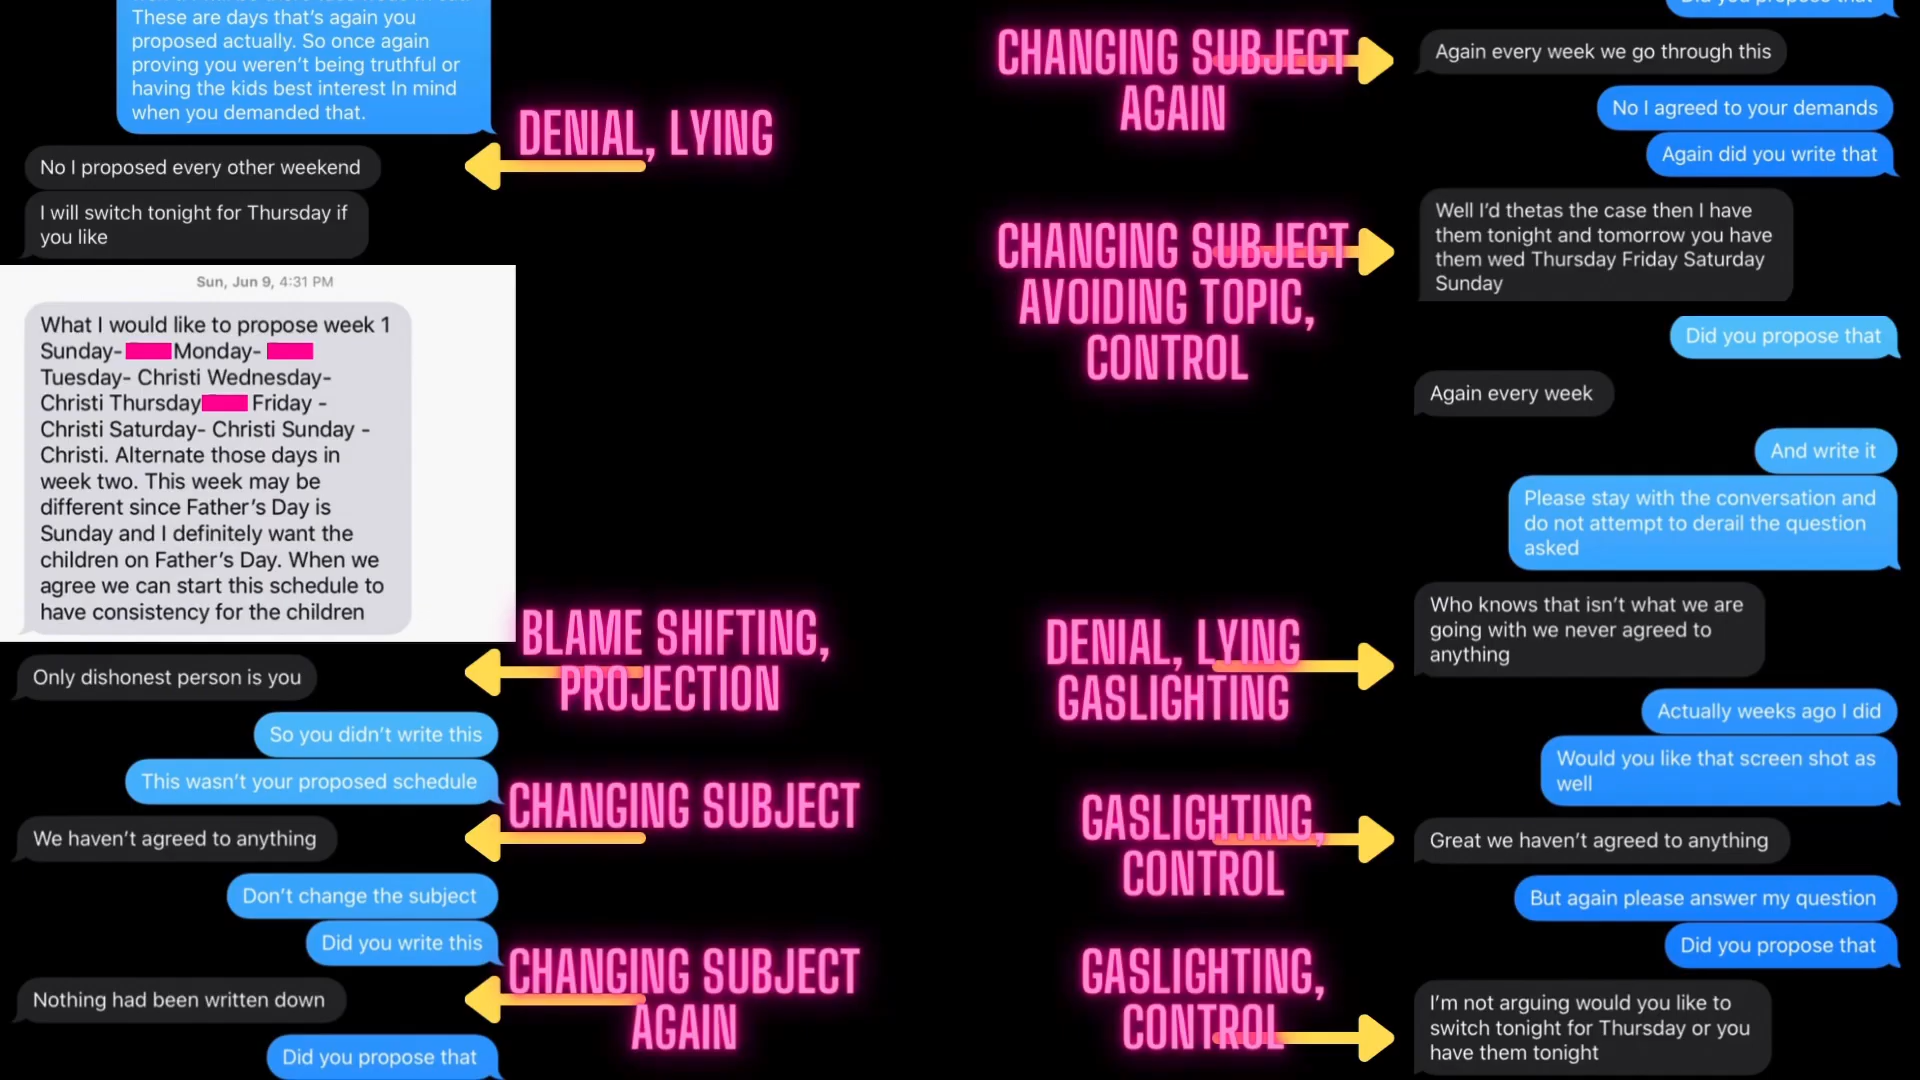 These are days that’s again you
proposed actually. So once again
proving you weren’t being truthful or
having the kids best interest In mind
when you demanded that.
DENIAL, LYING
No I proposed every other weekend
I will switch tonight for Thursday if
you like
Sun, Jun 9, 4:31 PM
What I would like to propose week 1
Sunday- Monday-
Tuesday- Christi Wednesday-
Christi Thursday Friday -
Christi Saturday- Christi Sunday -
Christi. Alternate those days in
week two. This week may be
different since Father’s Day is
Sunday and I definitely want the
children on Father’s Day. When we
agree we can start this schedule to
have consistency for the children
BLAME SHIFTING,
PROJECTION
Only dishonest person is you
So you didn’t write this
This wasn’t your proposed schedule
CHANGING SUBJECT
We haven’t agreed to anything
Don’t change the subject
Did you write this
CHANGING SUBJECT
AGAIN
Nothing had been written down
Did you propose that
Did you propose that
CHANGING SUBJECT
AGAIN
Again every week we go through this
No I agreed to your demands
Again did you write that
CHANGING SUBJECT
AVOIDING TOPIC,
CONTROL
Well I’d thetas the case then I have
them tonight and tomorrow you have
them wed Thursday Friday Saturday
Sunday
Did you propose that
Again every week
And write it
Please stay with the conversation and
do not attempt to derail the question
asked
DENIAL, LYING
GASLIGHTING
Who knows that isn’t what we are
going with we never agreed to
anything
Actually weeks ago I did
Would you like that screen shot as
well
GASLIGHTING,
CONTROL
Great we haven’t agreed to anything
But again please answer my question
Did you propose that
GASLIGHTING,
CONTROL
I’m not arguing would you like to
switch tonight for Thursday or you
have them tonight